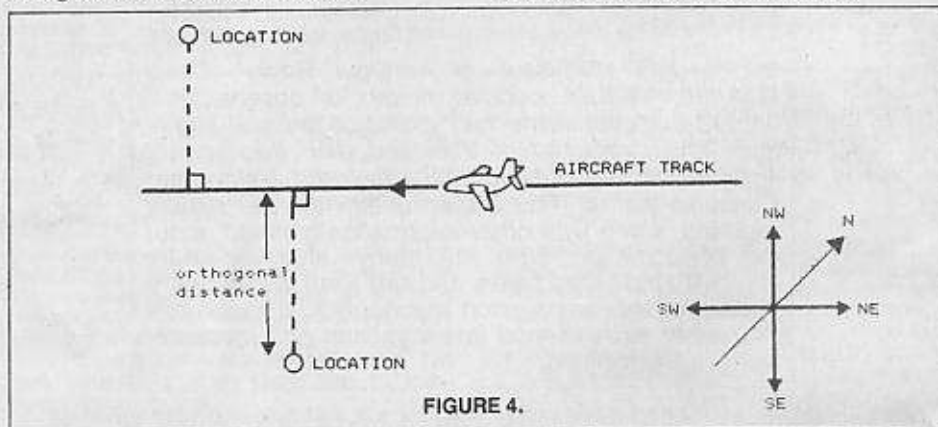 LOCATION
AIRCRAFT TRACK
NW
N
orthogonal
distance
SW
NE
LOCATION
SE
FIGURE 4.